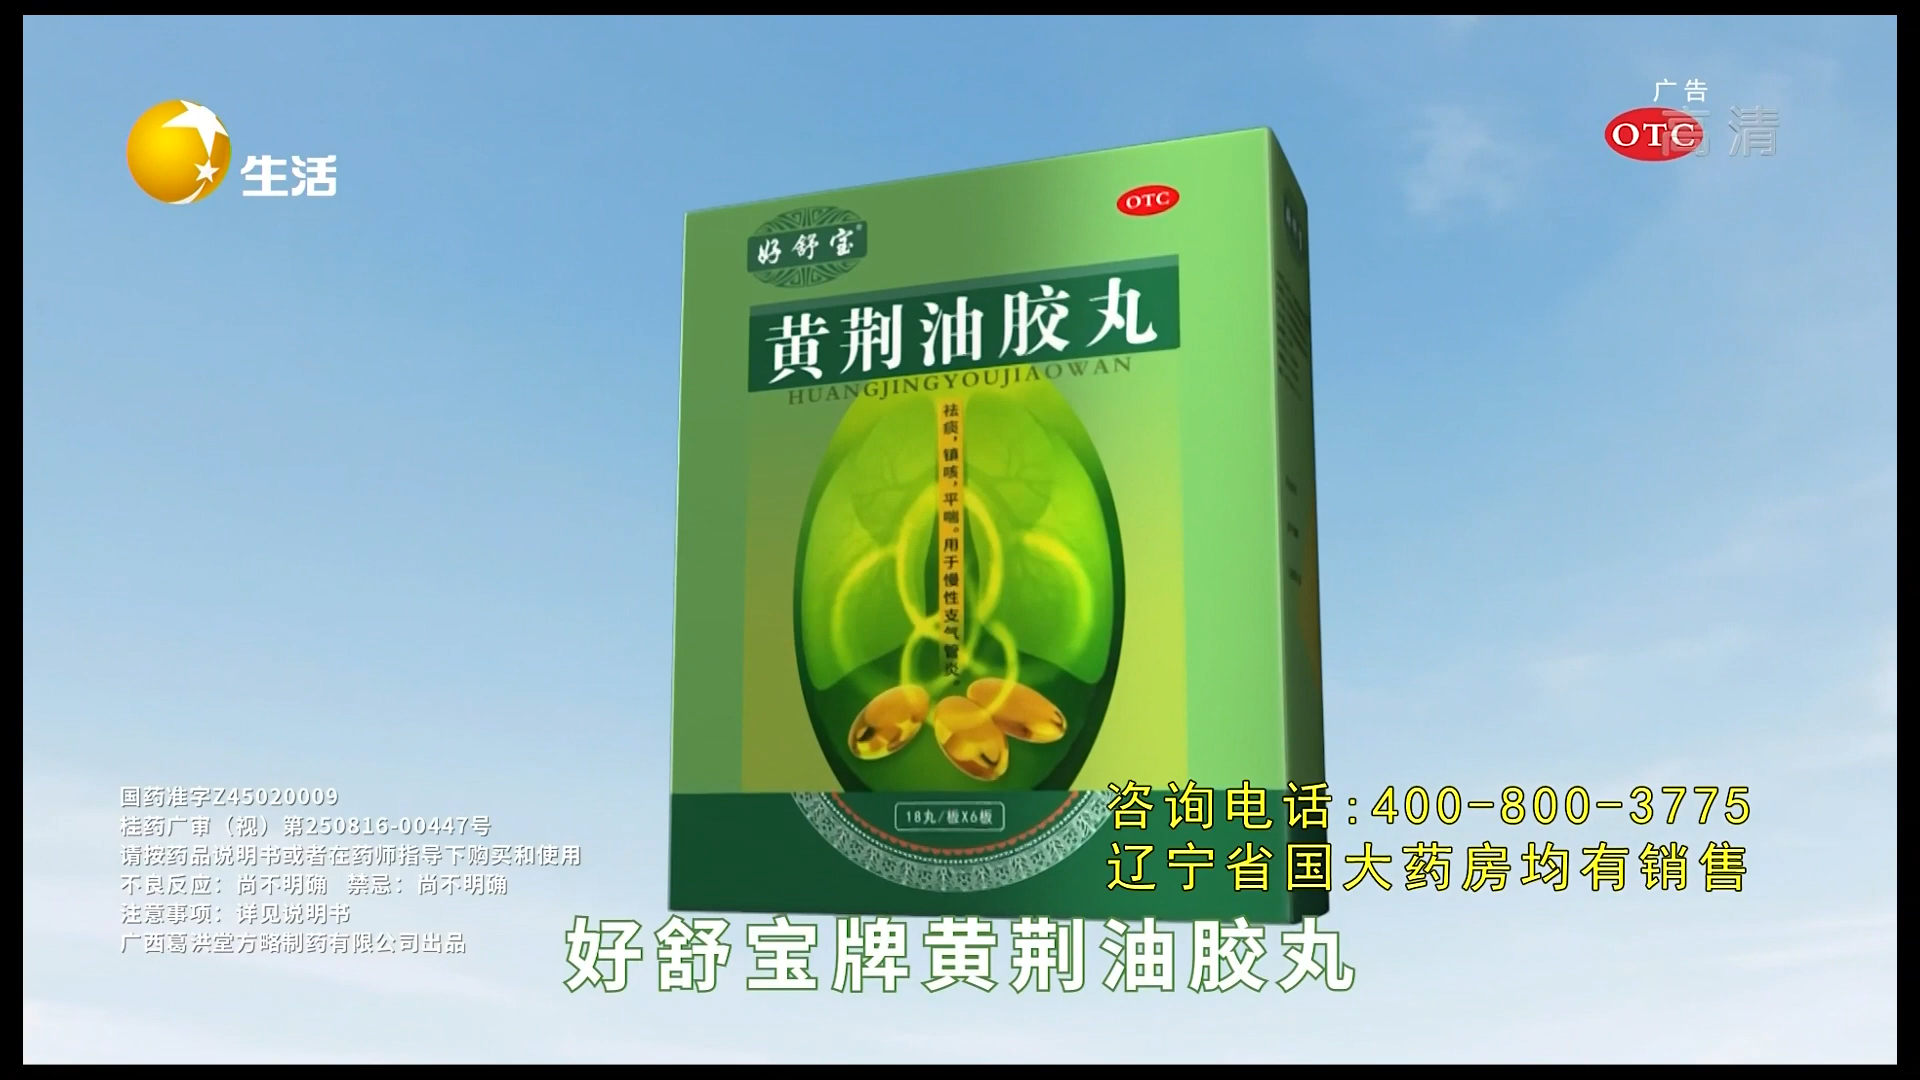 生活
广告
OTC
高清
好舒宝®
OTC
黄荆油胶丸
HUANGJINGYOUJIAOWAN
祛痰，镇咳，平喘。用于慢性支气管炎。
18丸/板X6板
咨询电话:400-800-3775
辽宁省国大药房均有销售
国药准字Z45020009
桂药广审（视）第250816-00447号
请按药品说明书或者在药师指导下购买和使用
不良反应：尚不明确 禁忌：尚不明确
注意事项：详见说明书
广西葛洪堂方略制药有限公司出品
好舒宝牌黄荆油胶丸